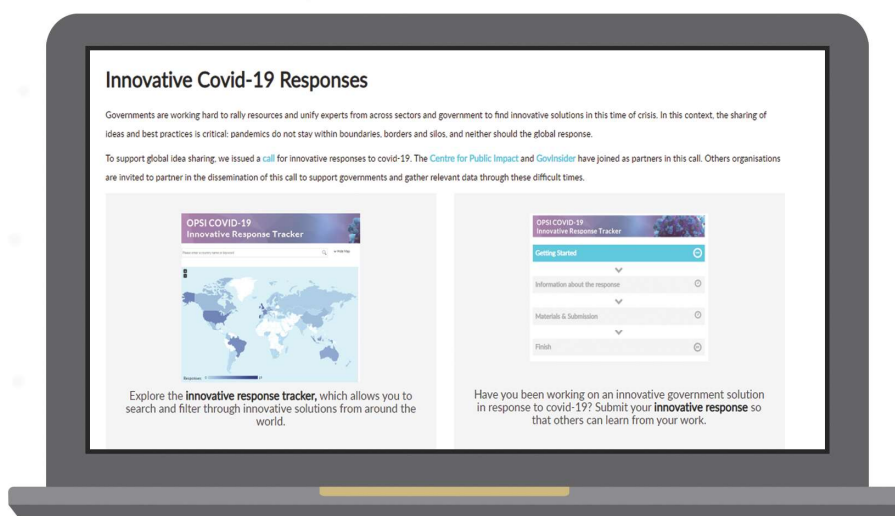 Innovative Covid-19 Responses
Governments are working hard to rally resources and unify experts from across sectors and government to find innovative solutions in this time of crisis. In this context, the sharing of
ideas and best practices is critical: pandemics do not stay within boundaries, borders and silos, and neither should the global response.
To support global idea sharing, we issued a call for innovative responses to covid-19. The Centre for Public Impact and GovInsider have joined as partners in this call. Others organisations
are invited to partner in the dissemination of this call to support governments and gather relevant data through these difficult times.
OPSI COVID-19
Innovative Response Tracker
Responses
Explore the innovative response tracker, which allows you to
search and filter through innovative solutions from around the
world.
OPSI COVID-19
Innovative Response Tracker
Getting Started
Information about the response
Materials & Submission
Finish
Have you been working on an innovative government solution
in response to covid-19? Submit your innovative response so
that others can learn from your work.